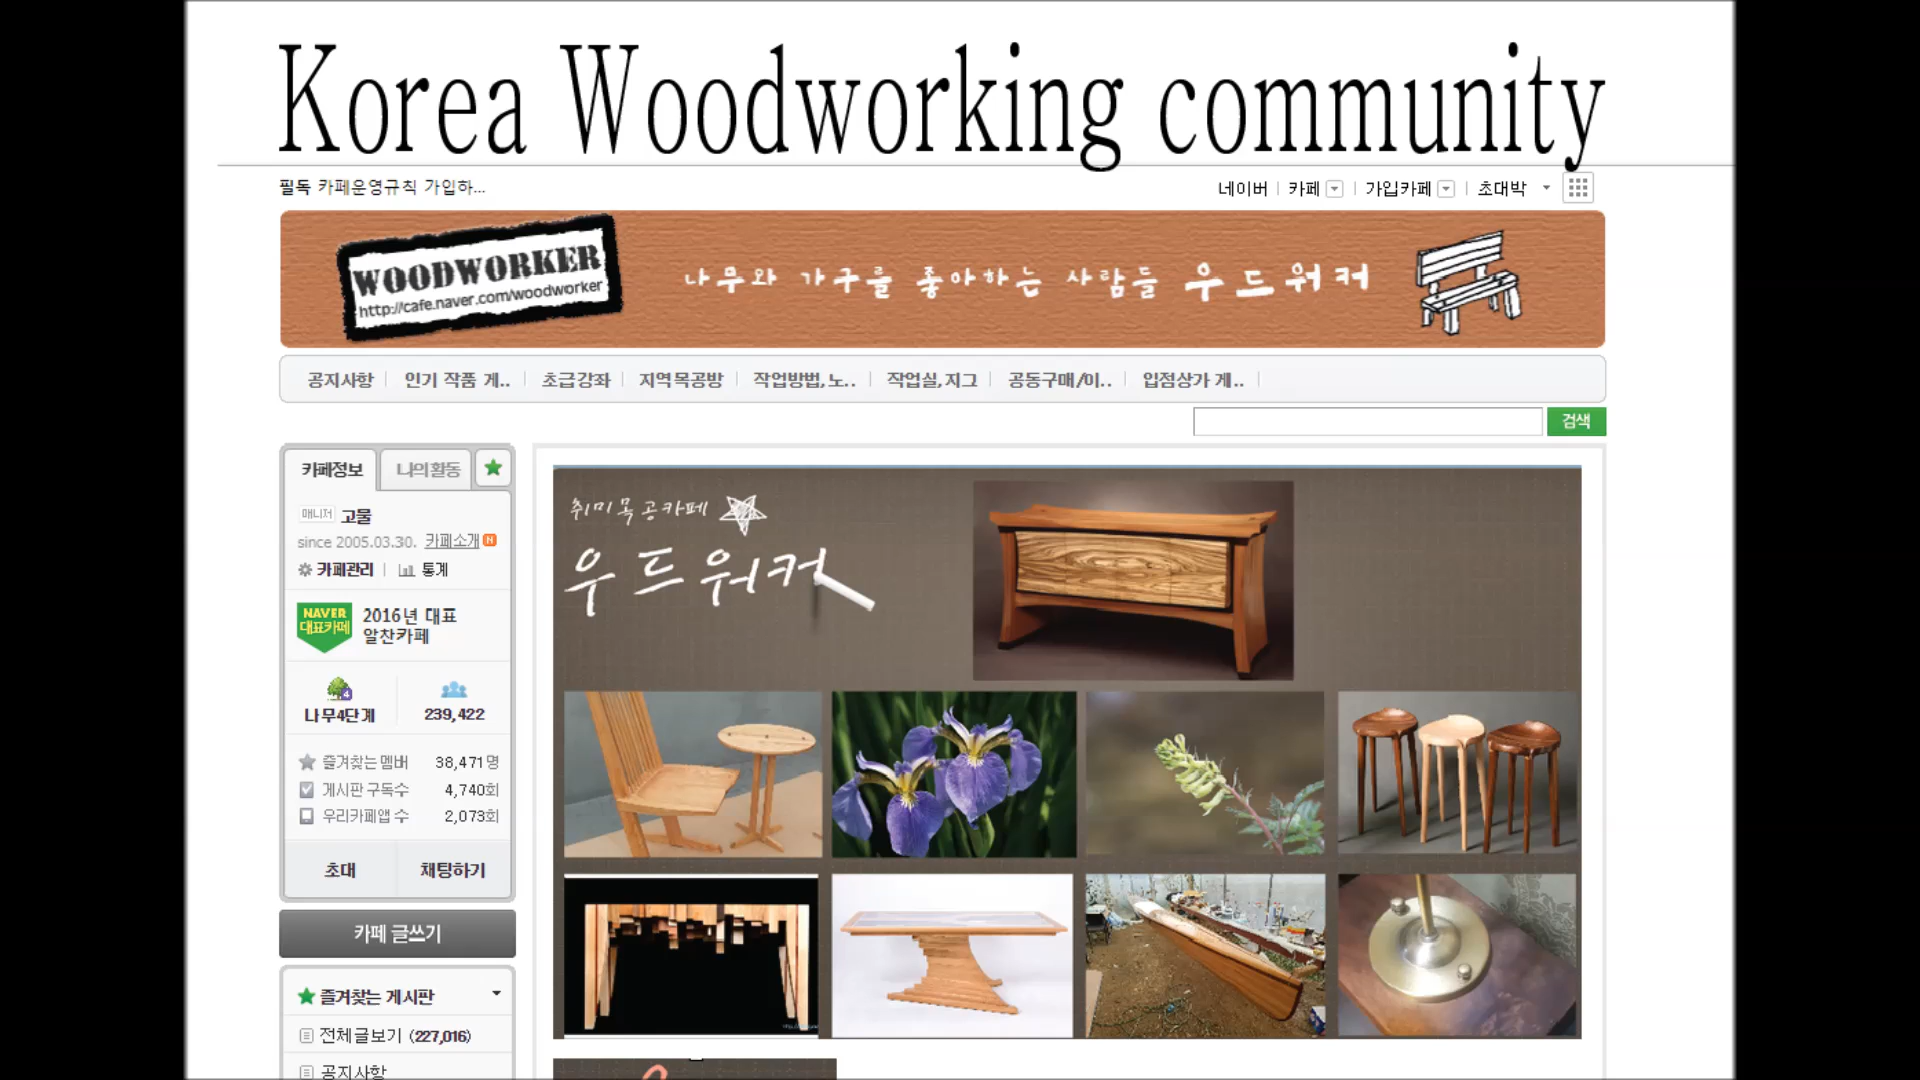 Korea Woodworking community
필독 카페운영규칙 가입하...
네이버 카페 가입카페 초대박
WOODWORKER
http://cafe.naver.com/woodworker
나무와 가구를 좋아하는 사람들 우드워커
공지사항 인기 작품 게.. 초급강좌 지역목공방 작업방법,노.. 작업실,지그 공동구매/이.. 입점상가 게..
검색
카페정보 나의활동
매니저 고물
since 2005.03.30. 카페소개 N
카페관리 통계
NAVER
대표카페
2016년 대표
알찬카페
4
나무4단계 239,422
즐겨찾는 멤버 38,471명
게시판 구독수 4,740회
우리카페앱 수 2,073회
초대 채팅하기
카페 글쓰기
즐겨찾는 게시판
전체글보기 (227,016)
공지사항
취미목공카페
우드워커